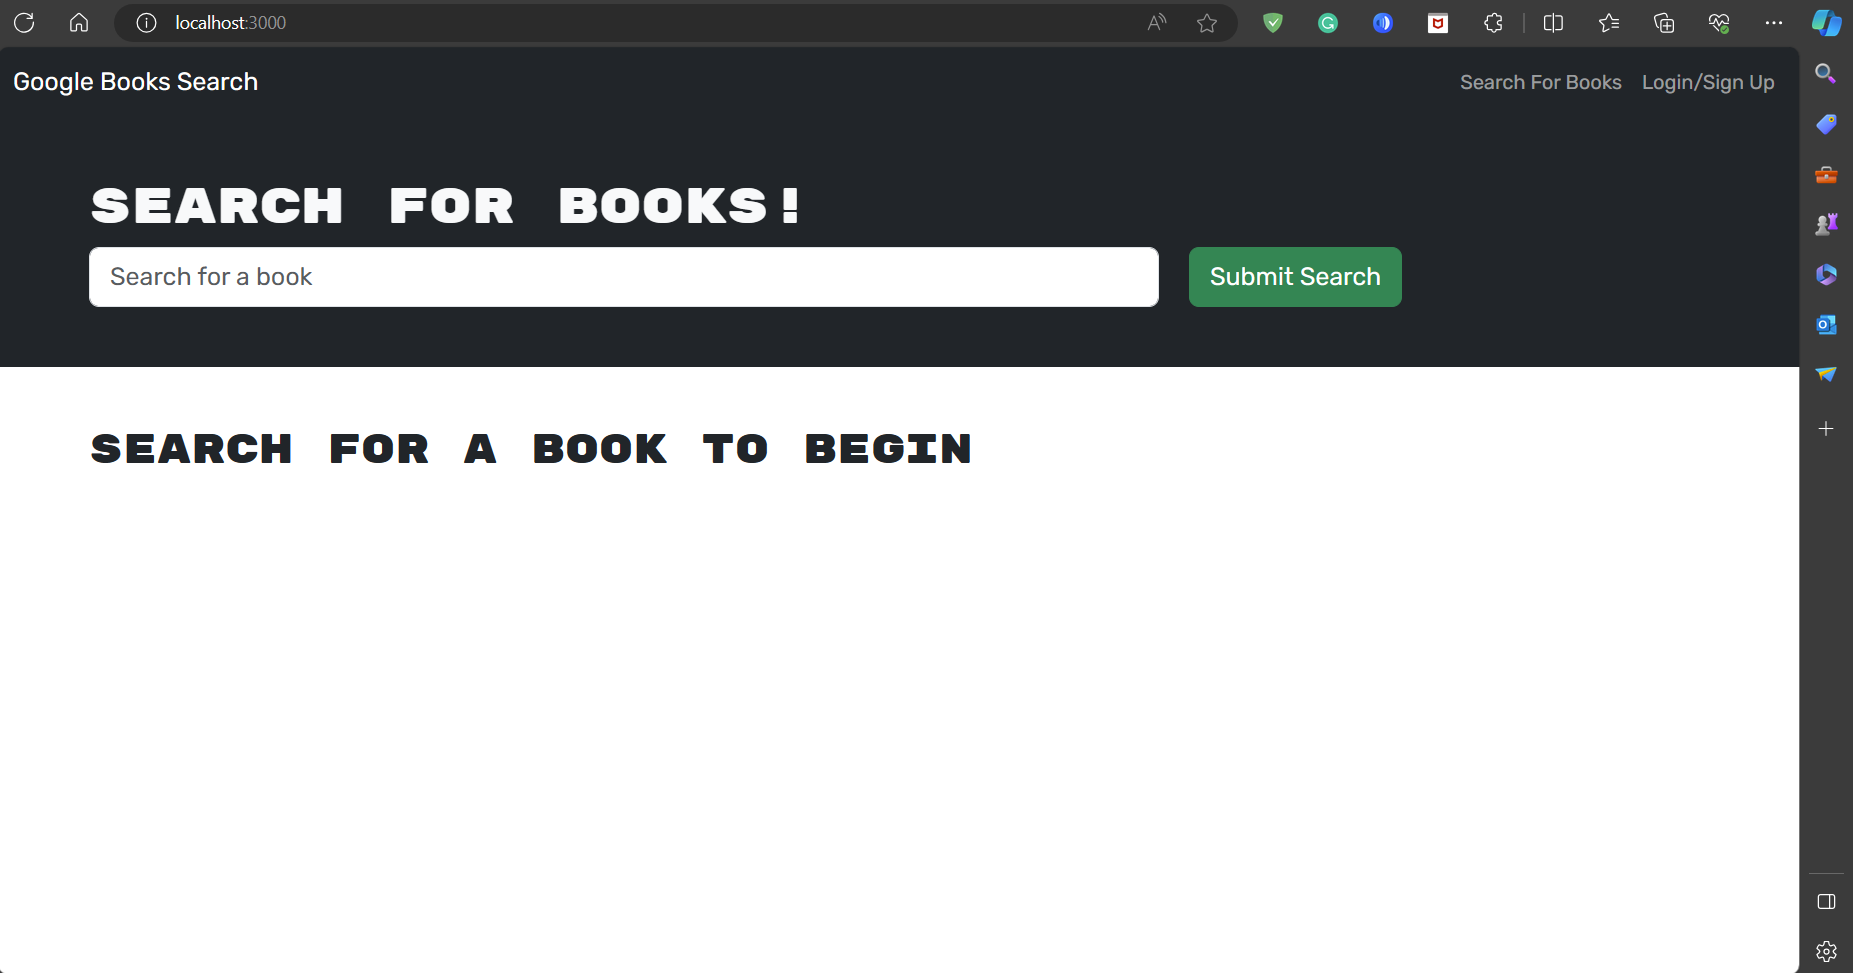 localhost:3000
Google Books Search
Search For Books
Login/Sign Up
SEARCH FOR BOOKS!
Search for a book
Submit Search
SEARCH FOR A BOOK TO BEGIN